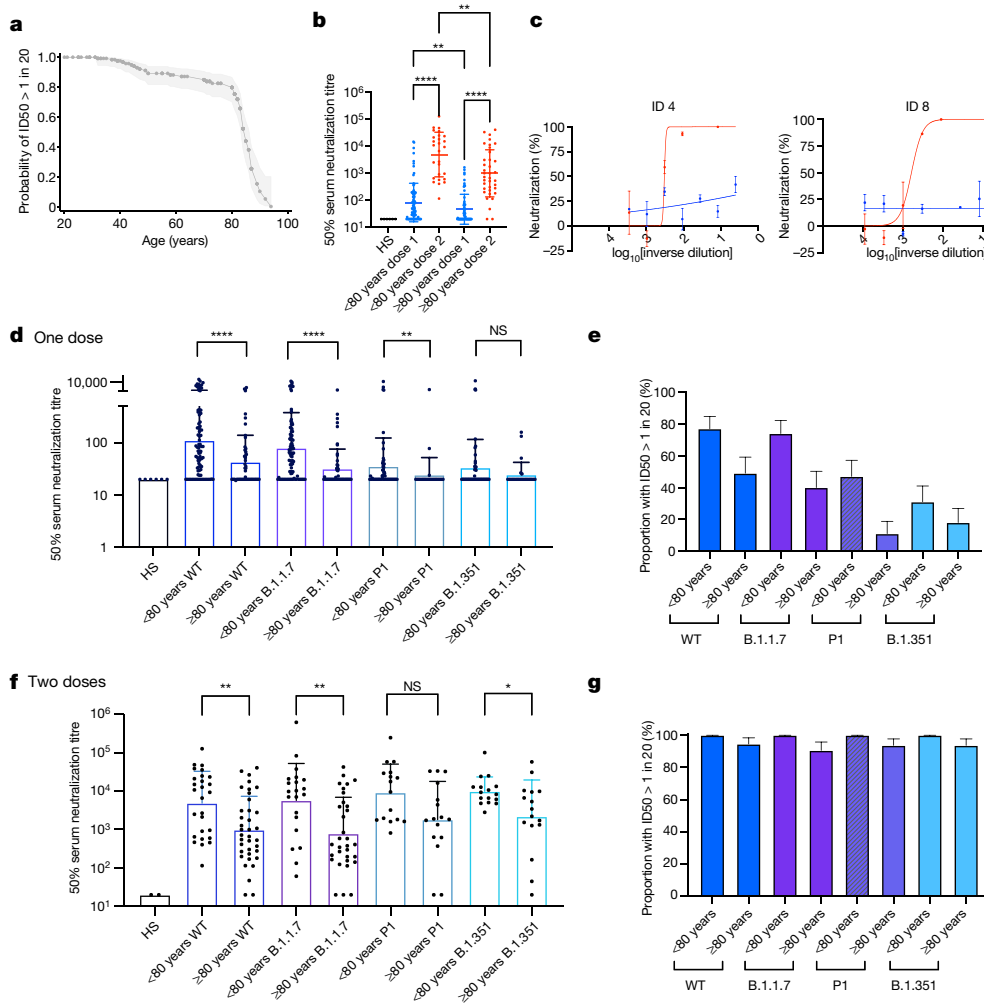 a
Probability of ID50 > 1 in 20
1.0
0.8
0.6
0.4
0.2
0
20 40 60 80 100
Age (years)
b
**
**
**** ****
50% serum neutralization titre
10⁶
10⁵
10⁴
10³
10²
10¹
HS
<80 years dose 1
<80 years dose 2
≥80 years dose 1
≥80 years dose 2
c
ID 4
Neutralization (%)
100
75
50
25
0
−25
4 3 2 1 0
log₁₀[inverse dilution]
ID 8
Neutralization (%)
100
75
50
25
0
−25
4 3 2 1
log₁₀[inverse dilution]
d One dose
**** **** ** NS
50% serum neutralization titre
10,000
100
10
1
HS
<80 years WT
≥80 years WT
<80 years B.1.1.7
≥80 years B.1.1.7
<80 years P1
≥80 years P1
<80 years B.1.351
≥80 years B.1.351
e
Proportion with ID50 > 1 in 20 (%)
100
80
60
40
20
0
<80 years
≥80 years
<80 years
≥80 years
<80 years
≥80 years
<80 years
≥80 years
WT B.1.1.7 P1 B.1.351
f Two doses
** ** NS *
50% serum neutralization titre
10⁶
10⁵
10⁴
10³
10²
10¹
HS
<80 years WT
≥80 years WT
<80 years B.1.1.7
≥80 years B.1.1.7
<80 years P1
≥80 years P1
<80 years B.1.351
≥80 years B.1.351
g
Proportion with ID50 > 1 in 20 (%)
100
80
60
40
20
0
<80 years
≥80 years
<80 years
≥80 years
<80 years
≥80 years
<80 years
≥80 years
WT B.1.1.7 P1 B.1.351